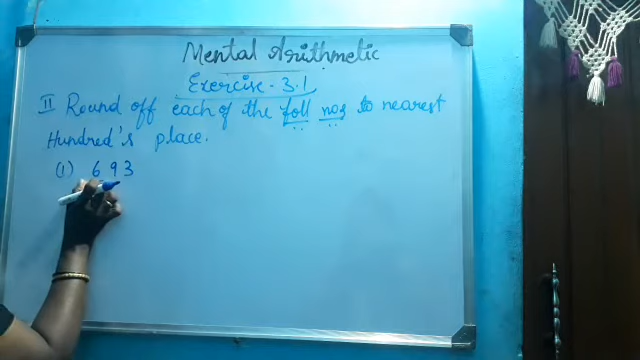 Mental Arithmetic
Exercise - 3.1
II Round off each of the foll nos to nearest
Hundred's place.
(1) 693